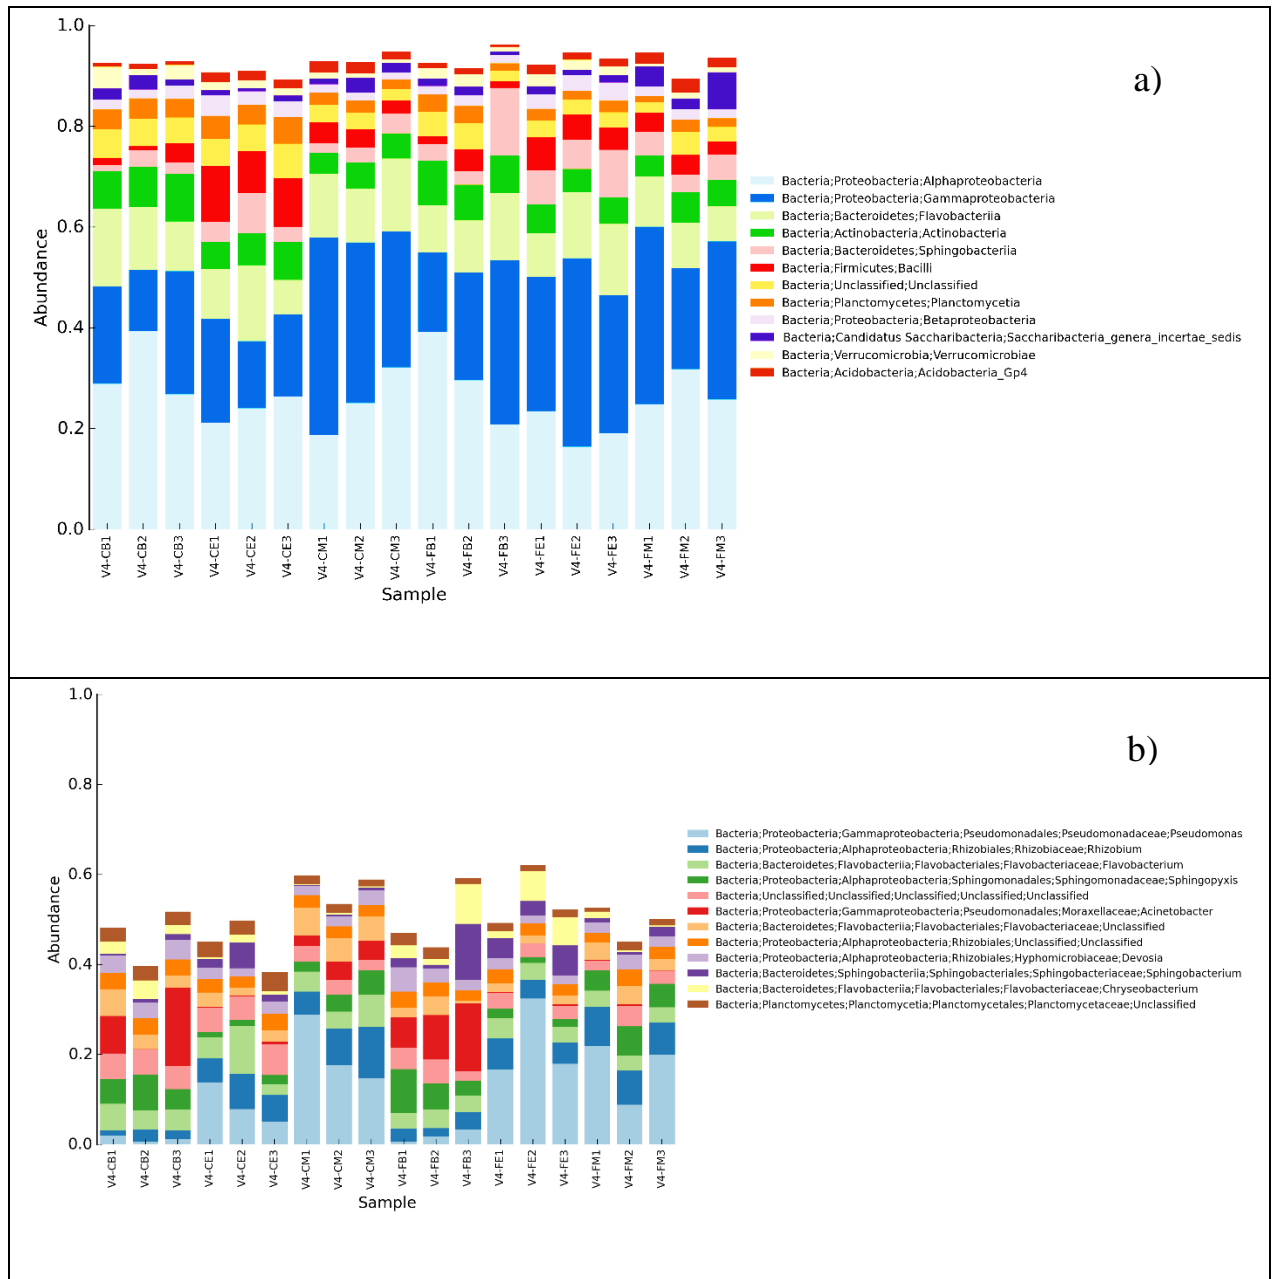 a)
1.0
0.8
0.6
0.4
0.2
0.0
Abundance
V4-CB1
V4-CB2
V4-CB3
V4-CE1
V4-CE2
V4-CE3
V4-CM1
V4-CM2
V4-CM3
V4-FB1
V4-FB2
V4-FB3
V4-FE1
V4-FE2
V4-FE3
V4-FM1
V4-FM2
V4-FM3
Sample
Bacteria;Proteobacteria;Alphaproteobacteria
Bacteria;Proteobacteria;Gammaproteobacteria
Bacteria;Bacteroidetes;Flavobacteriia
Bacteria;Actinobacteria;Actinobacteria
Bacteria;Bacteroidetes;Sphingobacteriia
Bacteria;Firmicutes;Bacilli
Bacteria;Unclassified;Unclassified
Bacteria;Planctomycetes;Planctomycetia
Bacteria;Proteobacteria;Betaproteobacteria
Bacteria;Candidatus Saccharibacteria;Saccharibacteria_genera_incertae_sedis
Bacteria;Verrucomicrobia;Verrucomicrobiae
Bacteria;Acidobacteria;Acidobacteria_Gp4
b)
1.0
0.8
0.6
0.4
0.2
0.0
Abundance
V4-CB1
V4-CB2
V4-CB3
V4-CE1
V4-CE2
V4-CE3
V4-CM1
V4-CM2
V4-CM3
V4-FB1
V4-FB2
V4-FB3
V4-FE1
V4-FE2
V4-FE3
V4-FM1
V4-FM2
V4-FM3
Sample
Bacteria;Proteobacteria;Gammaproteobacteria;Pseudomonadales;Pseudomonadaceae;Pseudomonas
Bacteria;Proteobacteria;Alphaproteobacteria;Rhizobiales;Rhizobiaceae;Rhizobium
Bacteria;Bacteroidetes;Flavobacteriia;Flavobacteriales;Flavobacteriaceae;Flavobacterium
Bacteria;Proteobacteria;Alphaproteobacteria;Sphingomonadales;Sphingomonadaceae;Sphingopyxis
Bacteria;Unclassified;Unclassified;Unclassified;Unclassified;Unclassified
Bacteria;Proteobacteria;Gammaproteobacteria;Pseudomonadales;Moraxellaceae;Acinetobacter
Bacteria;Bacteroidetes;Flavobacteriia;Flavobacteriales;Flavobacteriaceae;Unclassified
Bacteria;Proteobacteria;Alphaproteobacteria;Rhizobiales;Unclassified;Unclassified
Bacteria;Proteobacteria;Alphaproteobacteria;Rhizobiales;Hyphomicrobiaceae;Devosia
Bacteria;Bacteroidetes;Sphingobacteriia;Sphingobacteriales;Sphingobacteriaceae;Sphingobacterium
Bacteria;Bacteroidetes;Flavobacteriia;Flavobacteriales;Flavobacteriaceae;Chryseobacterium
Bacteria;Planctomycetes;Planctomycetia;Planctomycetales;Planctomycetaceae;Unclassified